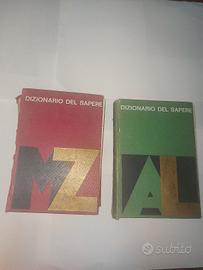 DIZIONARIO DEL SAPERE
MZ
DIZIONARIO DEL SAPERE
AL
subito